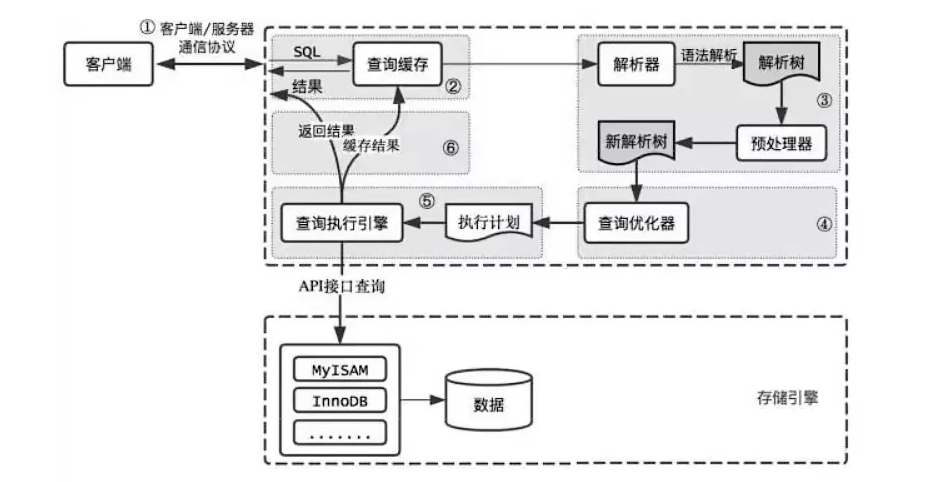 ① 客户端/服务器
通信协议
客户端
SQL
结果
查询缓存
②
解析器
语法解析
解析树
③
预处理器
新解析树
返回结果
缓存结果
⑥
查询执行引擎
⑤
执行计划
查询优化器
④
API接口查询
MyISAM
InnoDB
.......
数据
存储引擎